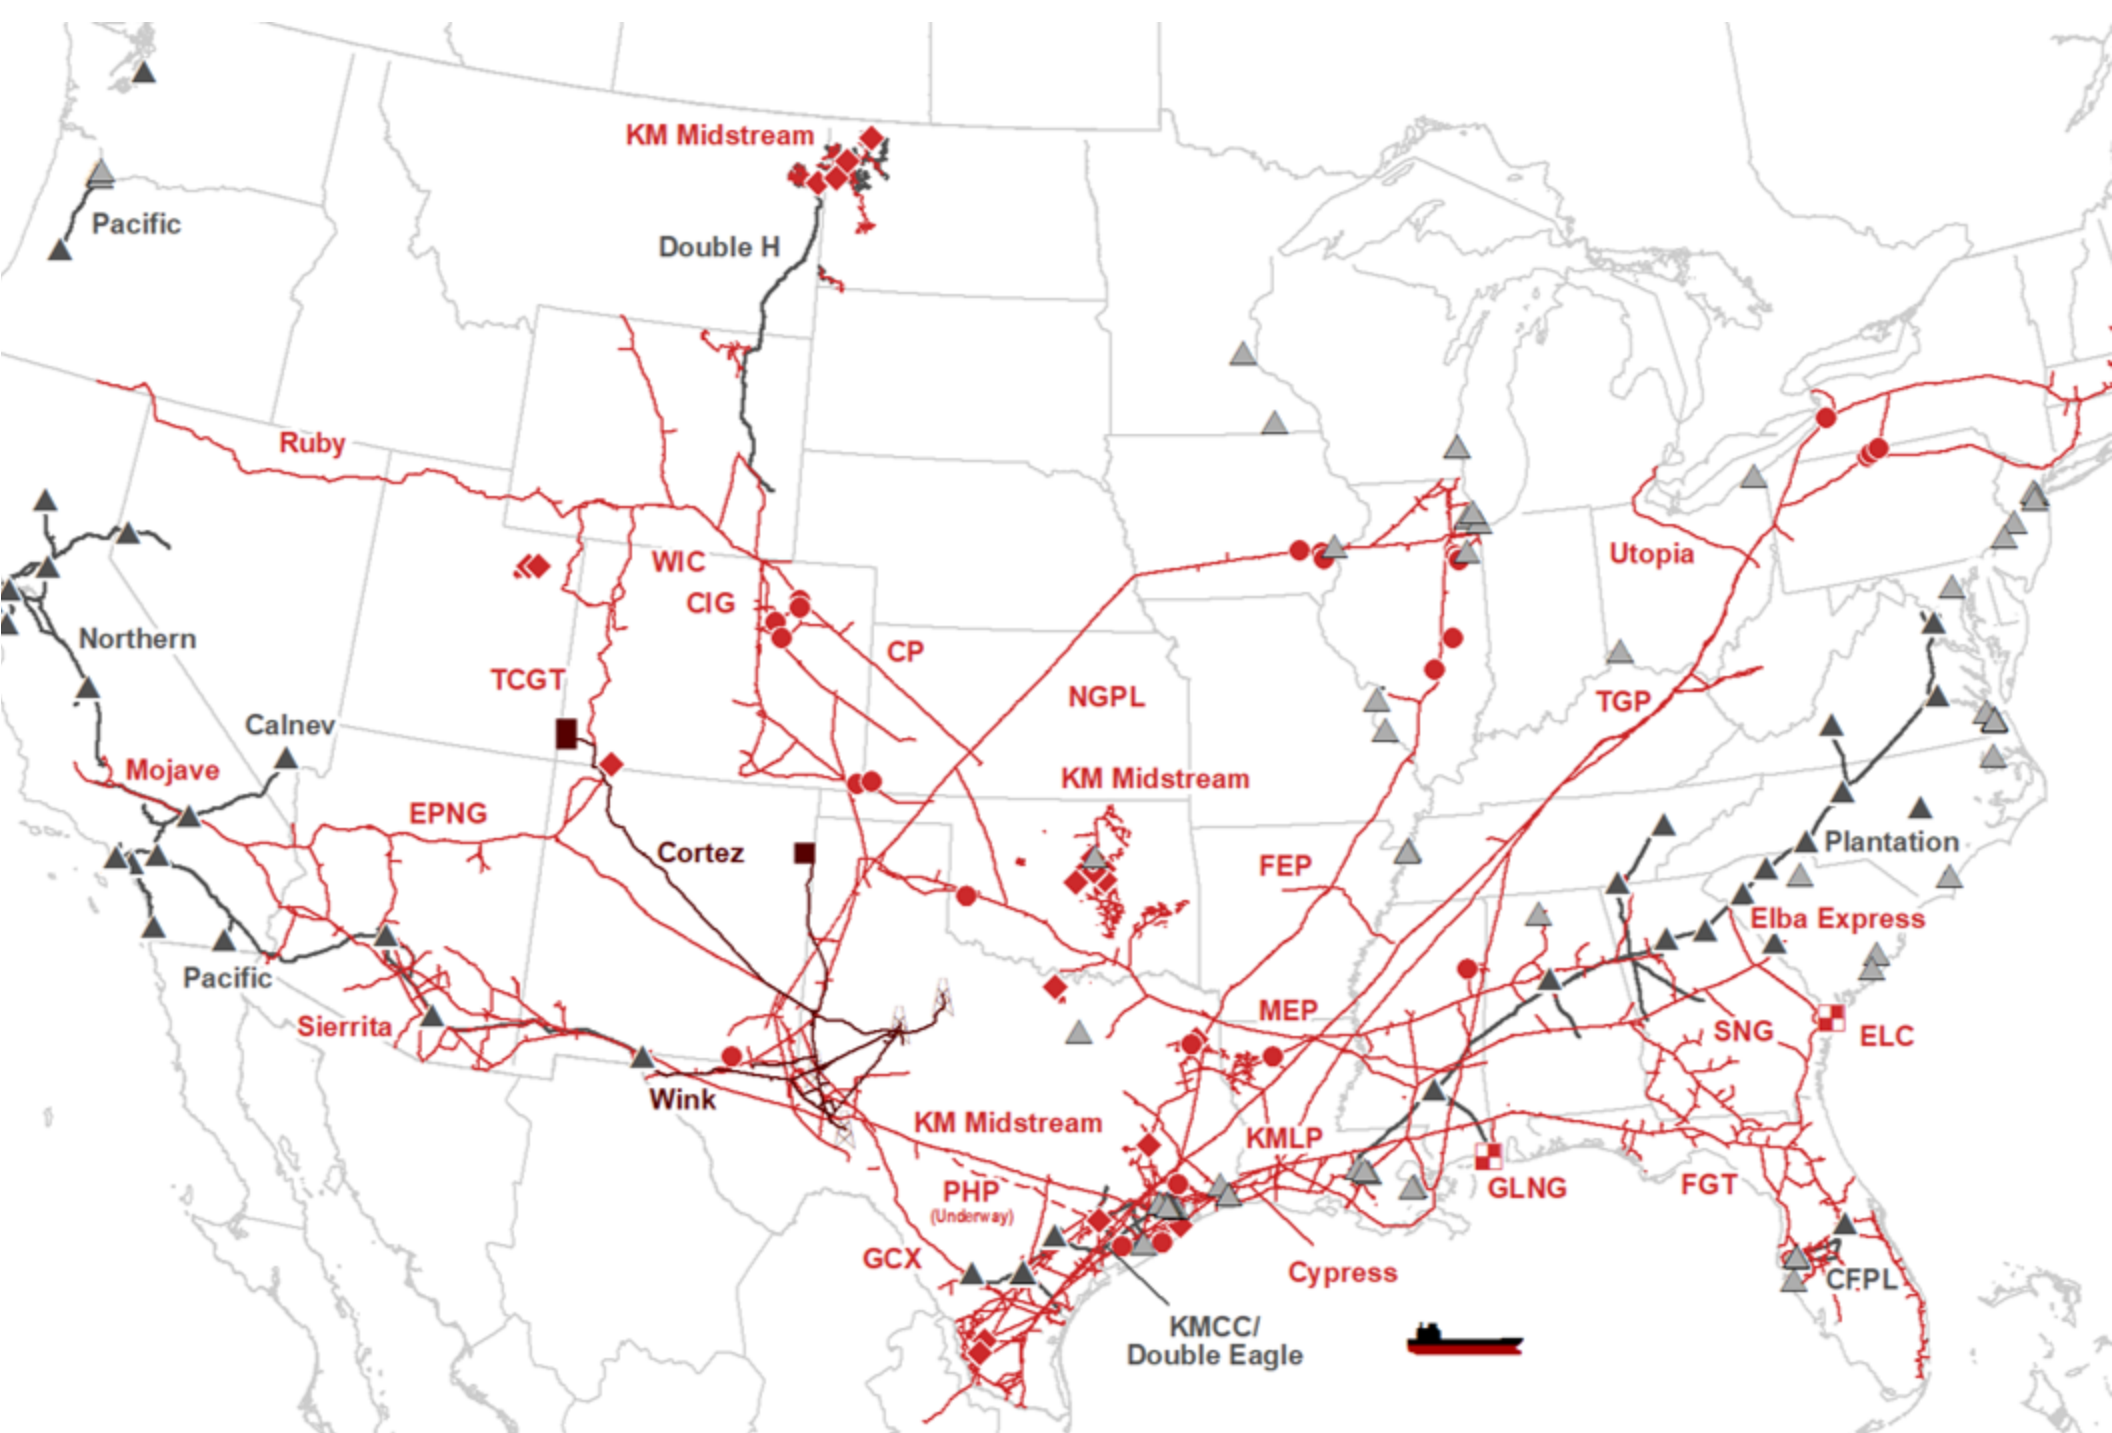 KM Midstream
Pacific
Double H
Ruby
WIC
Utopia
CIG
Northern
CP
TCGT
NGPL
TGP
Calnev
Mojave
KM Midstream
EPNG
Cortez
FEP
Plantation
Elba Express
Pacific
Sierrita
MEP
SNG
ELC
Wink
KM Midstream
KMLP
PHP
(Underway)
GLNG
FGT
GCX
Cypress
CFPL
KMCC/
Double Eagle